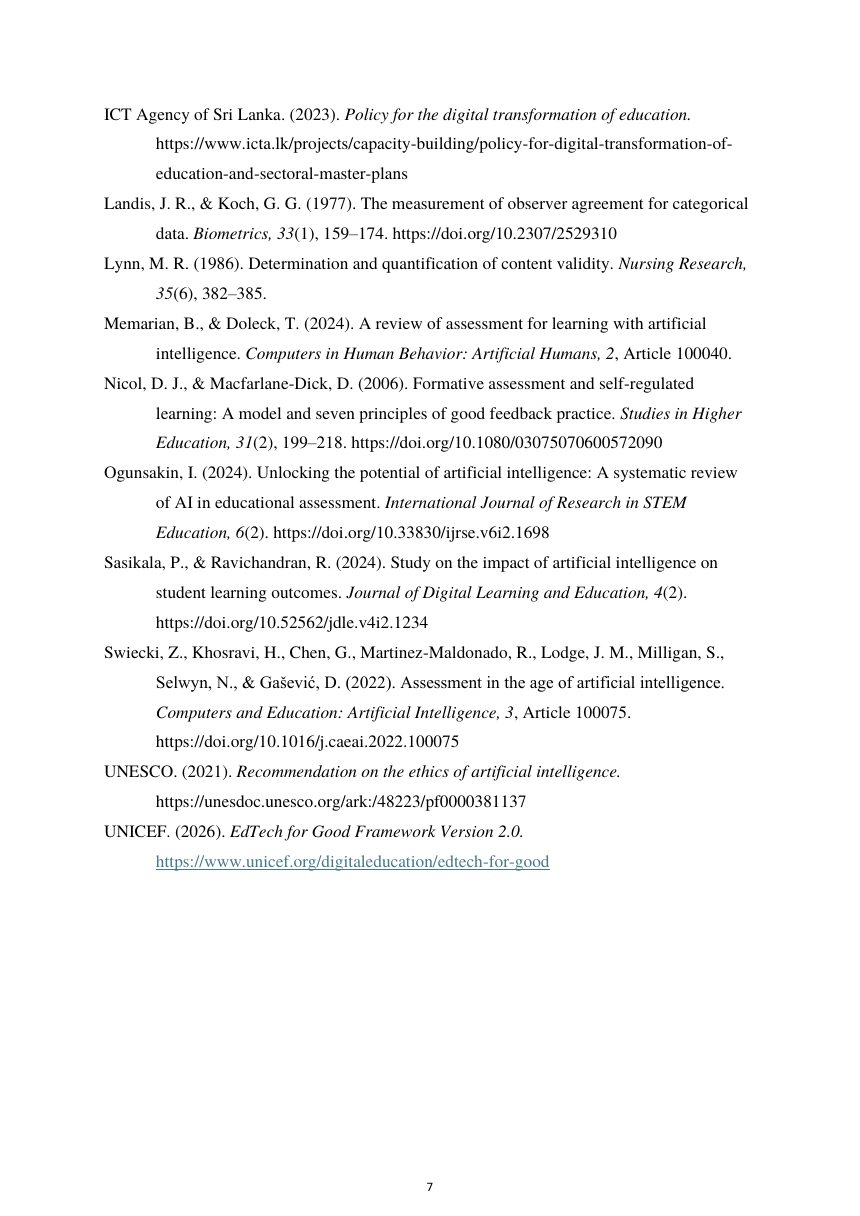 ICT Agency of Sri Lanka. (2023). Policy for the digital transformation of education.
https://www.icta.lk/projects/capacity-building/policy-for-digital-transformation-of-
education-and-sectoral-master-plans
Landis, J. R., & Koch, G. G. (1977). The measurement of observer agreement for categorical
data. Biometrics, 33(1), 159–174. https://doi.org/10.2307/2529310
Lynn, M. R. (1986). Determination and quantification of content validity. Nursing Research,
35(6), 382–385.
Memarian, B., & Doleck, T. (2024). A review of assessment for learning with artificial
intelligence. Computers in Human Behavior: Artificial Humans, 2, Article 100040.
Nicol, D. J., & Macfarlane-Dick, D. (2006). Formative assessment and self-regulated
learning: A model and seven principles of good feedback practice. Studies in Higher
Education, 31(2), 199–218. https://doi.org/10.1080/03075070600572090
Ogunsakin, I. (2024). Unlocking the potential of artificial intelligence: A systematic review
of AI in educational assessment. International Journal of Research in STEM
Education, 6(2). https://doi.org/10.33830/ijrse.v6i2.1698
Sasikala, P., & Ravichandran, R. (2024). Study on the impact of artificial intelligence on
student learning outcomes. Journal of Digital Learning and Education, 4(2).
https://doi.org/10.52562/jdle.v4i2.1234
Swiecki, Z., Khosravi, H., Chen, G., Martinez-Maldonado, R., Lodge, J. M., Milligan, S.,
Selwyn, N., & Gašević, D. (2022). Assessment in the age of artificial intelligence.
Computers and Education: Artificial Intelligence, 3, Article 100075.
https://doi.org/10.1016/j.caeai.2022.100075
UNESCO. (2021). Recommendation on the ethics of artificial intelligence.
https://unesdoc.unesco.org/ark:/48223/pf0000381137
UNICEF. (2026). EdTech for Good Framework Version 2.0.
https://www.unicef.org/digitaleducation/edtech-for-good
7